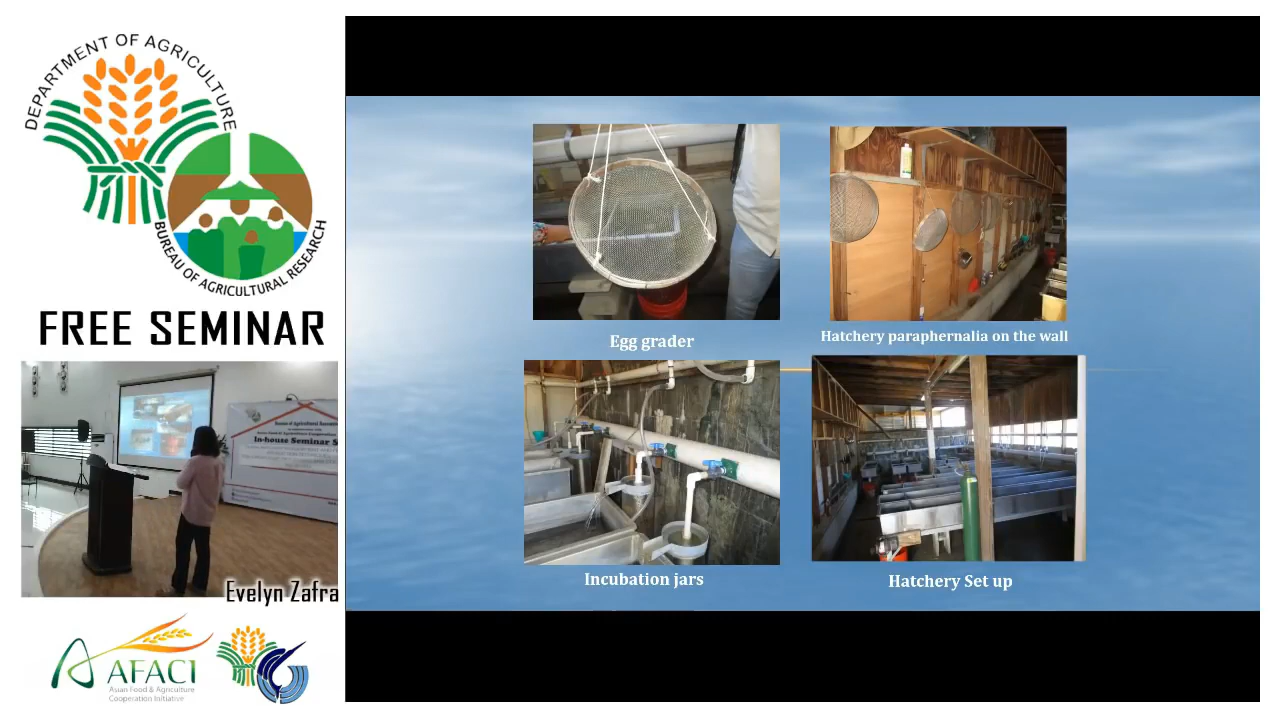 DEPARTMENT OF AGRICULTURE
BUREAU OF AGRICULTURAL RESEARCH
FREE SEMINAR
In-house Seminar S
Evelyn Zafra
AFACI
Asian Food & Agriculture
Cooperation Initiative
Egg grader
Hatchery paraphernalia on the wall
Incubation jars
Hatchery Set up